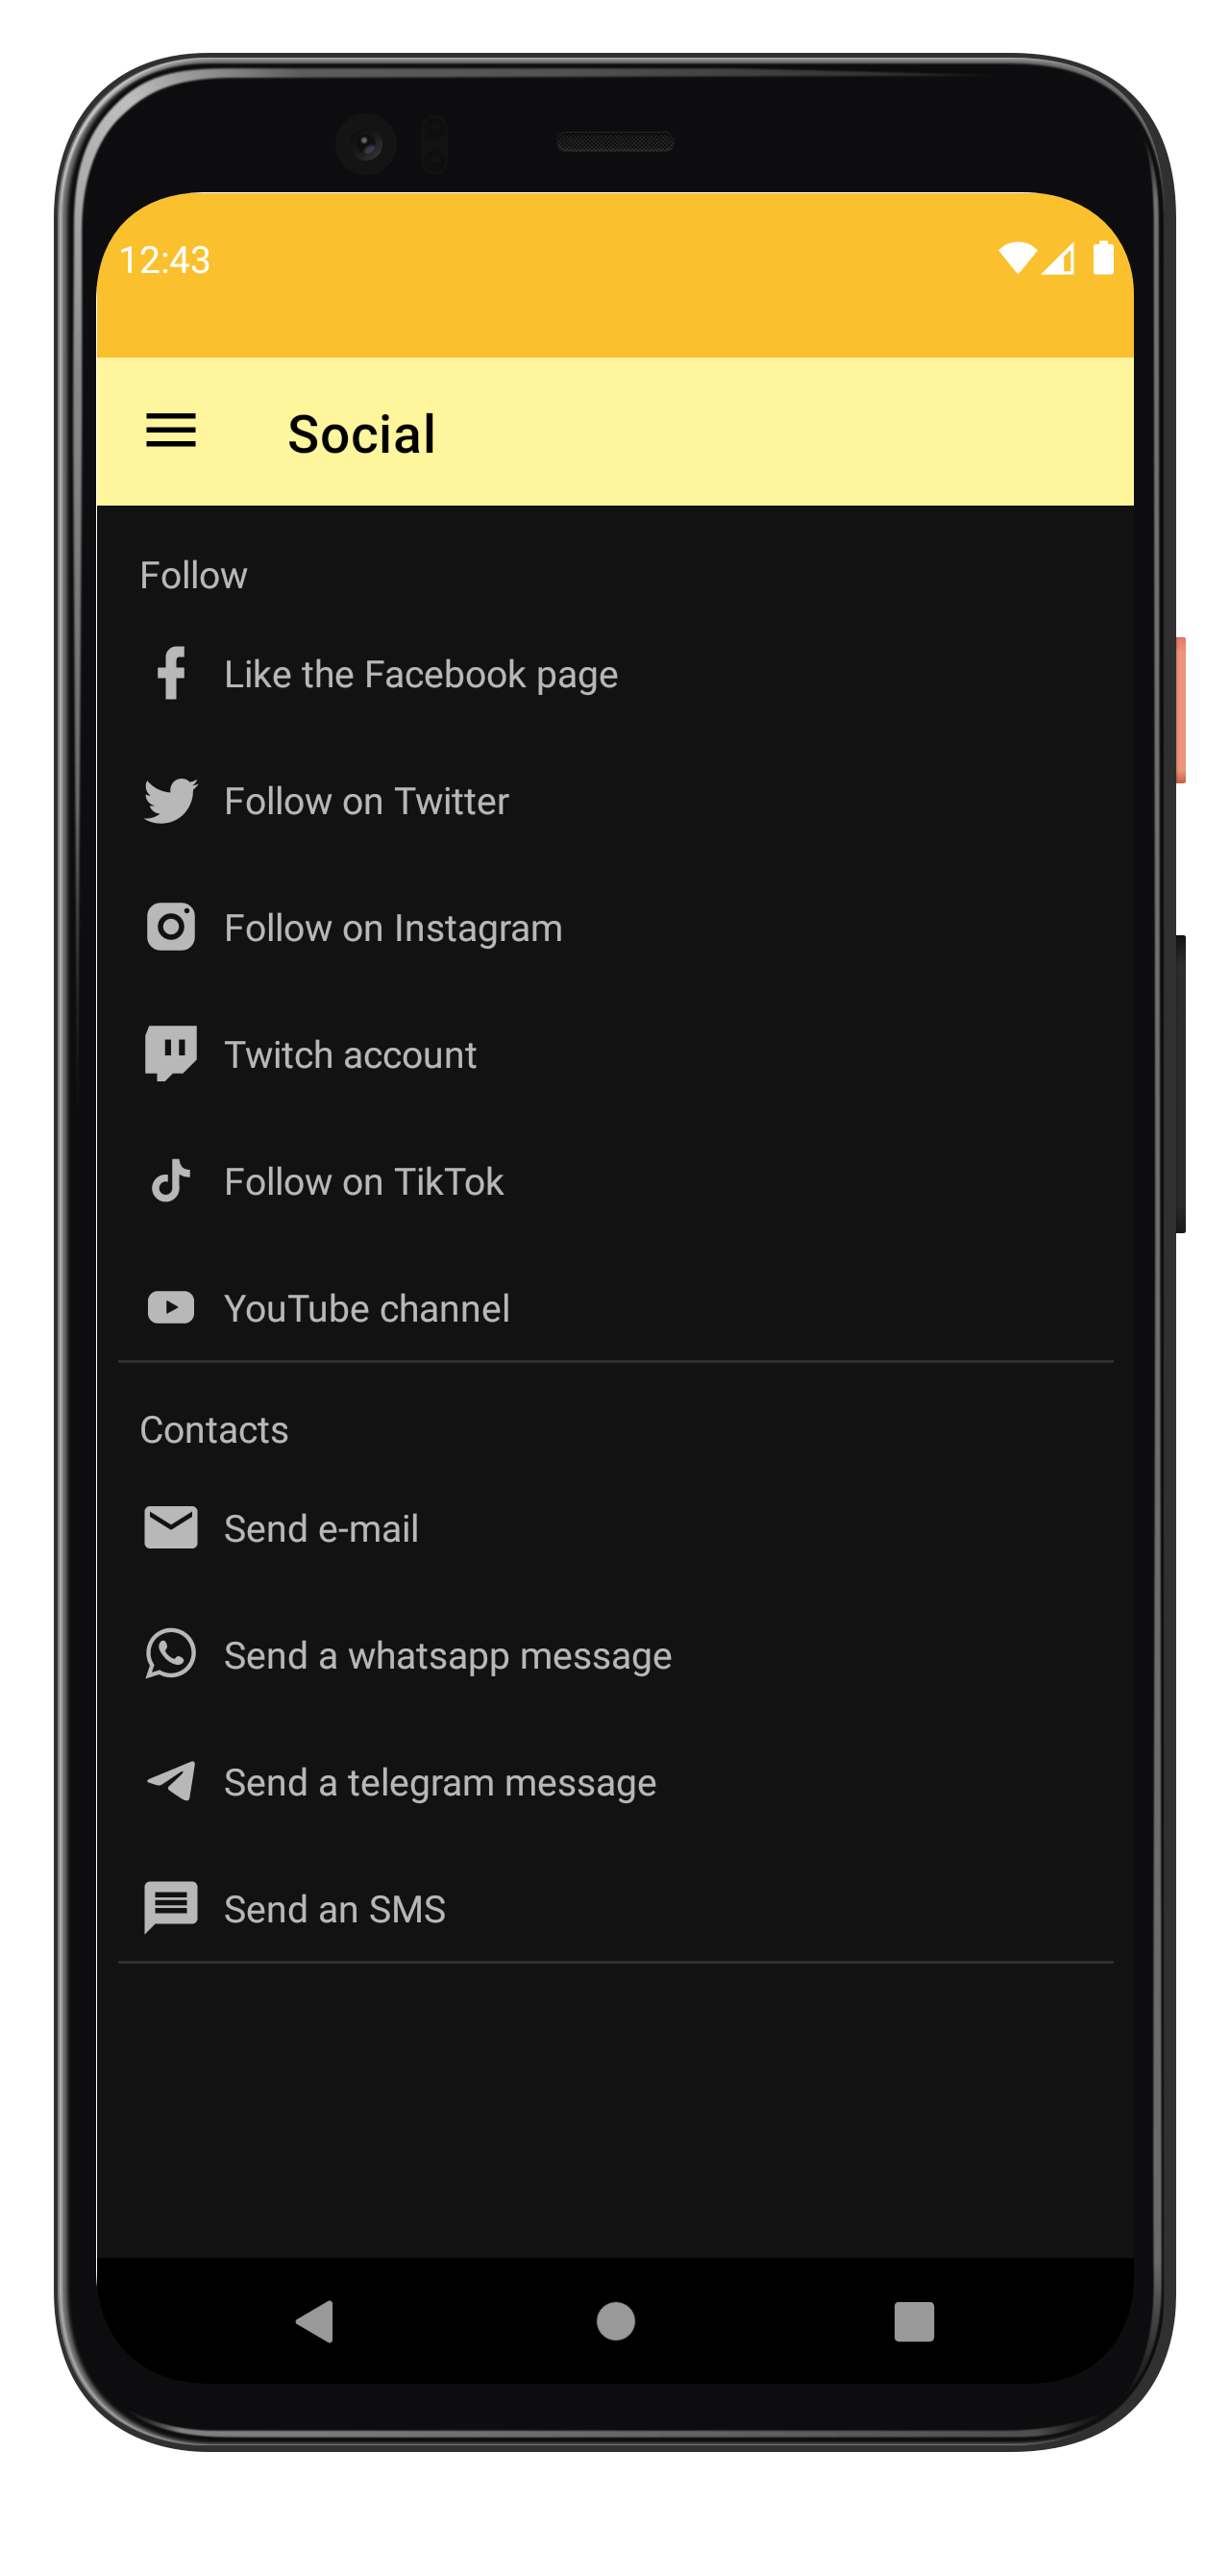 12:43
Social
Follow
Like the Facebook page
Follow on Twitter
Follow on Instagram
Twitch account
Follow on TikTok
YouTube channel
Contacts
Send e-mail
Send a whatsapp message
Send a telegram message
Send an SMS